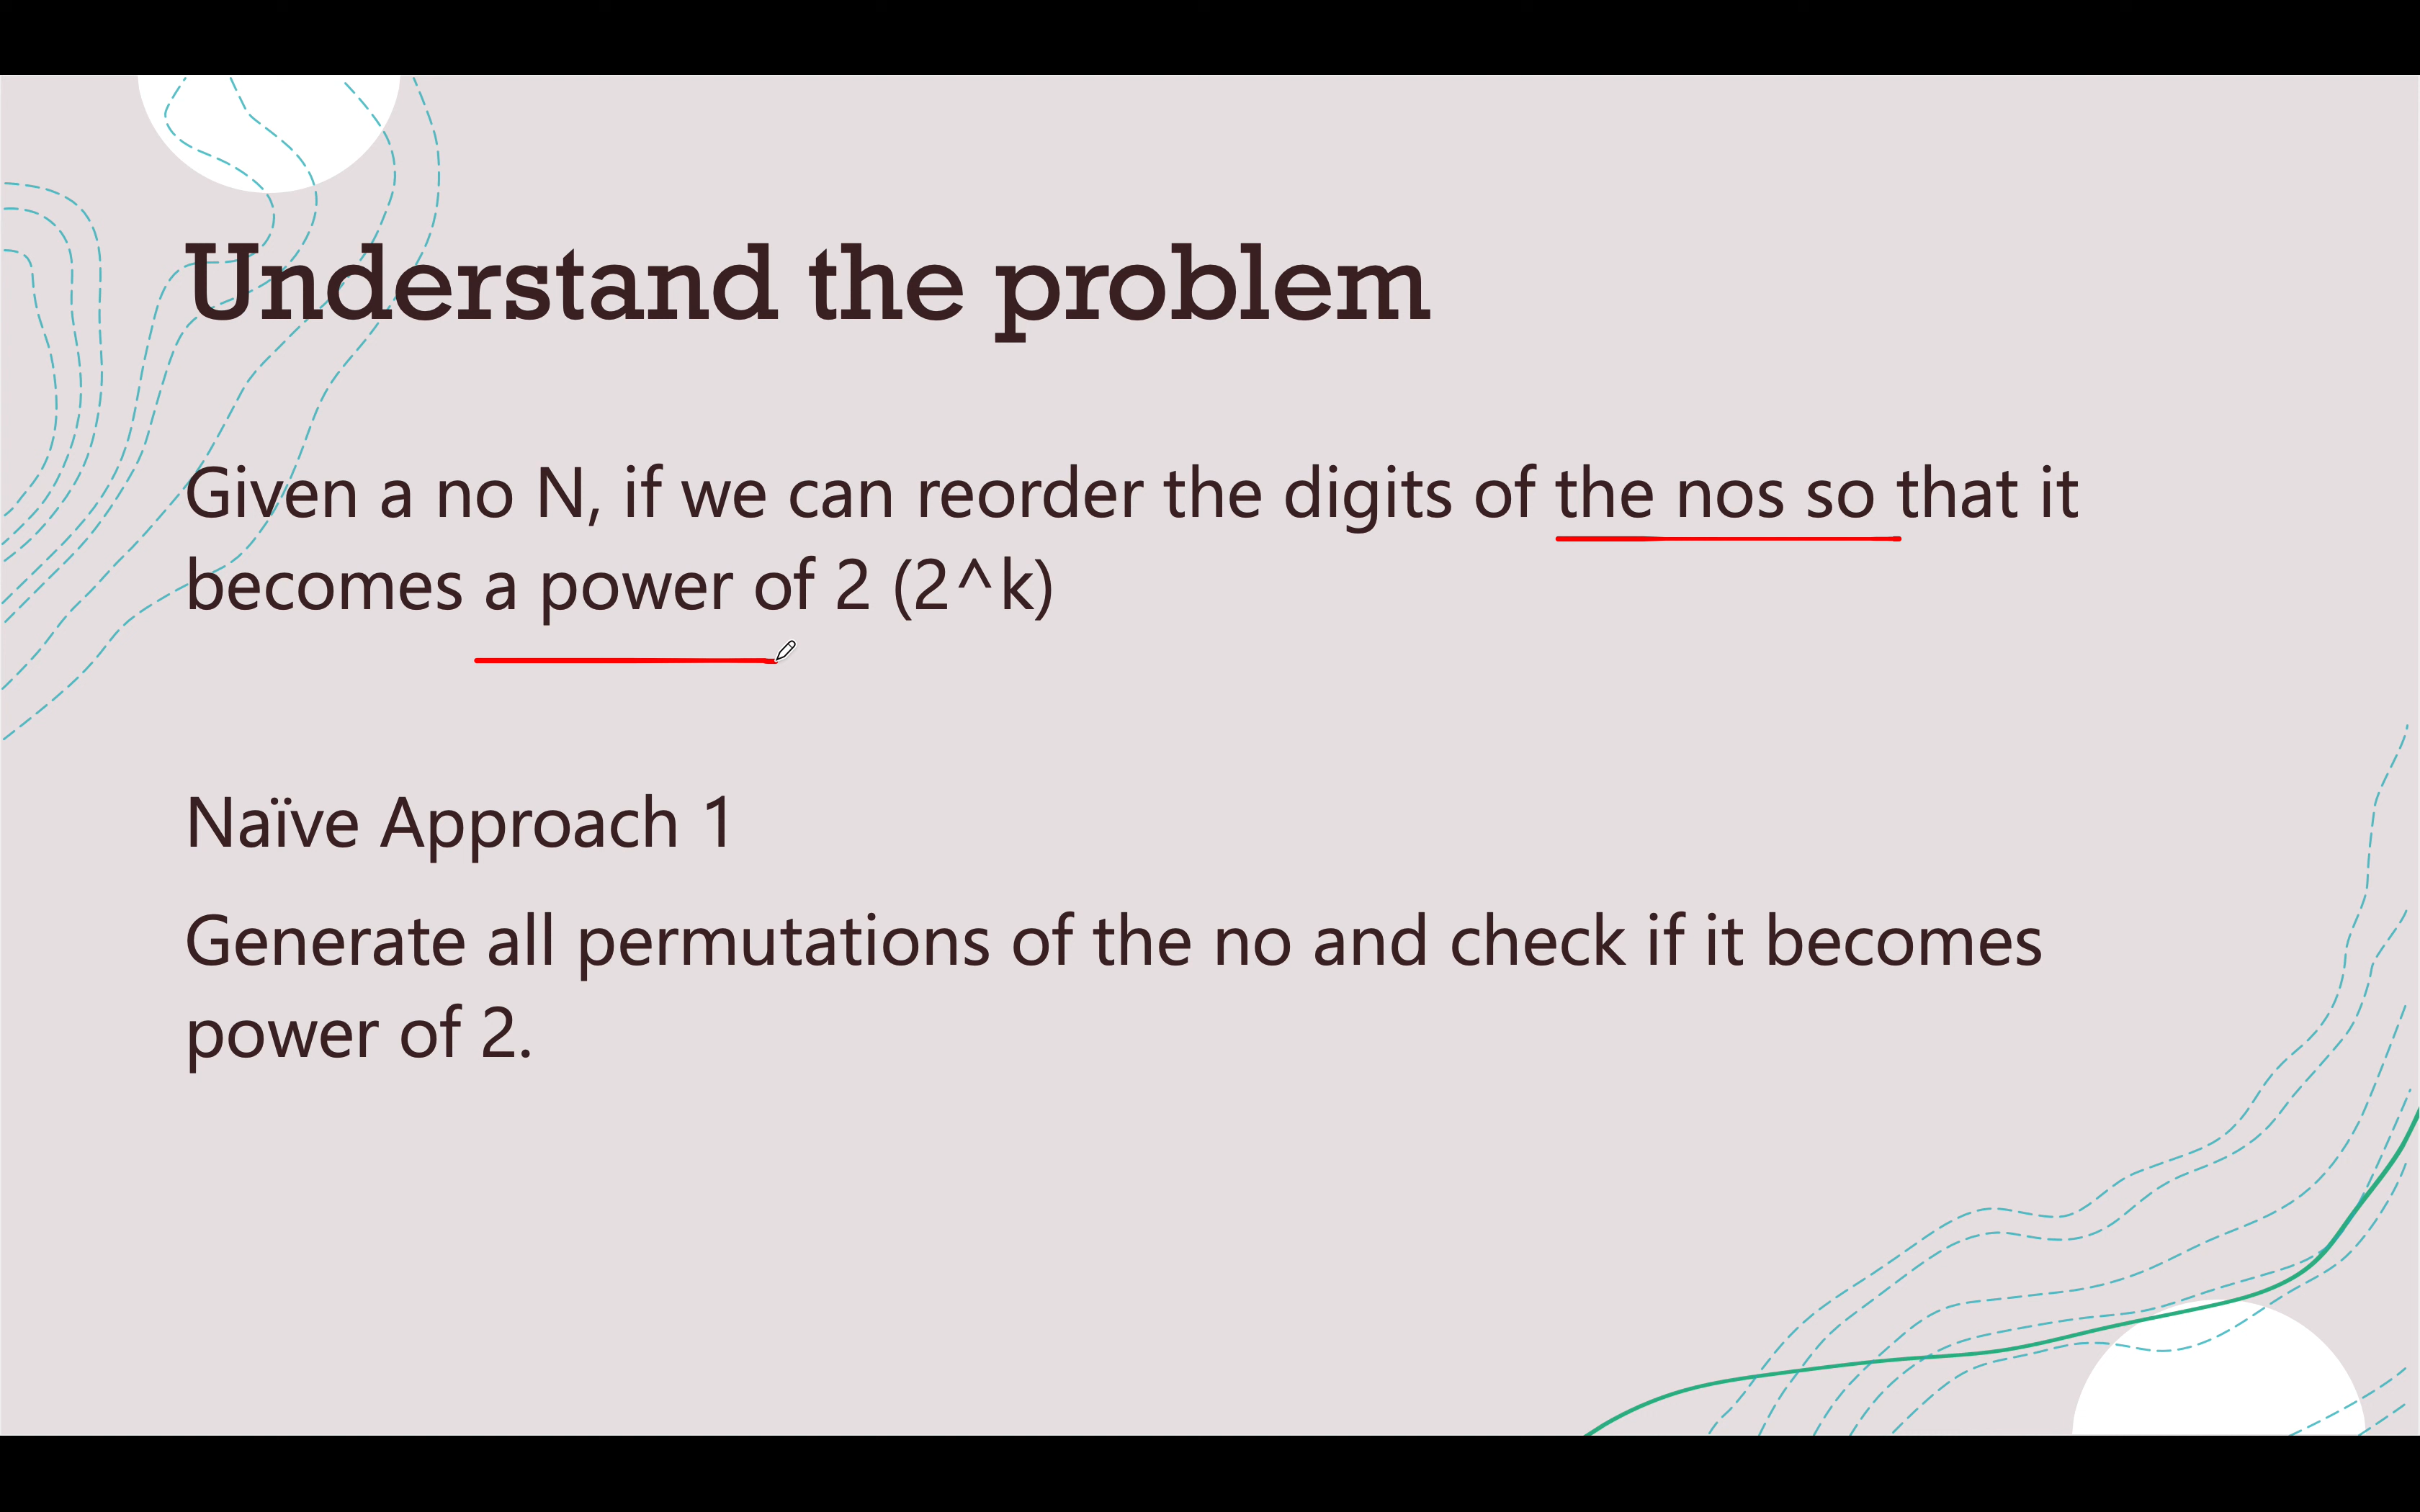 Understand the problem
Given a no N, if we can reorder the digits of the nos so that it
becomes a power of 2 (2^k)
Naïve Approach 1
Generate all permutations of the no and check if it becomes
power of 2.